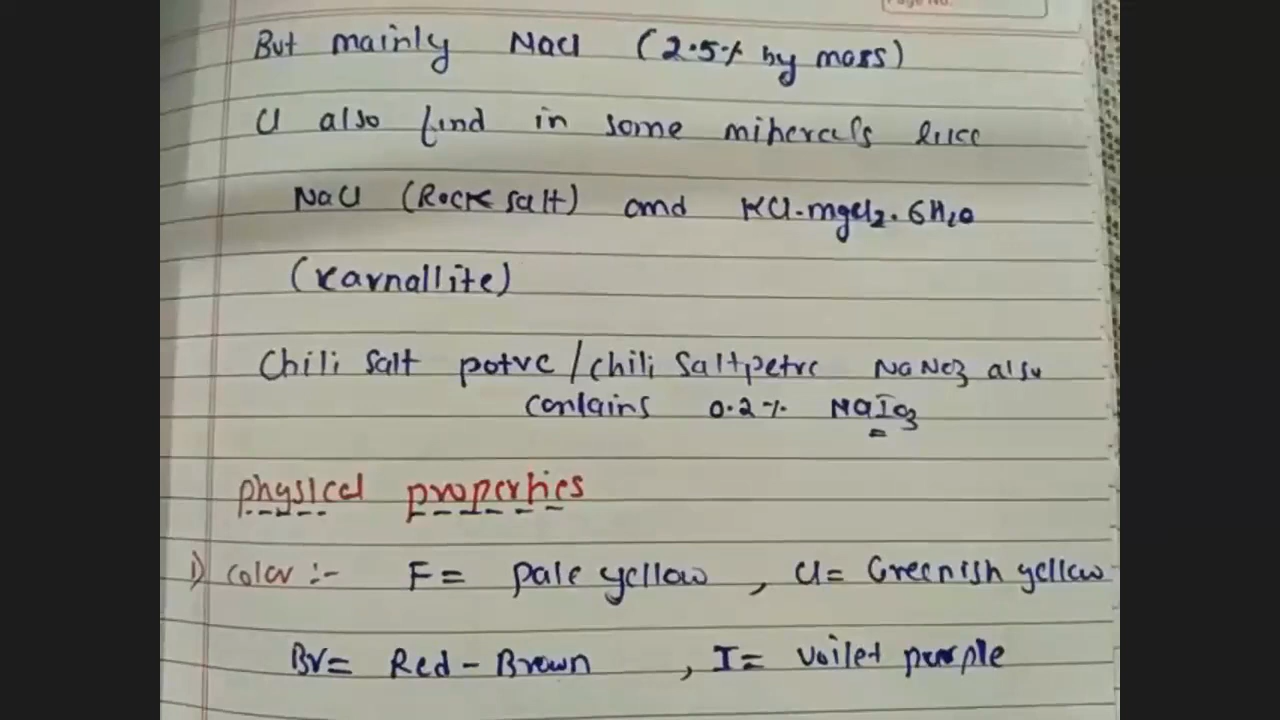 But mainly NaCl (2.5% by mass)
Cl also find in some minerals like
NaCl (Rock salt) and KCl.mgCl₂.6H₂O
(karnallite)
Chili salt potre/chili saltpetre NaNO₃ also
contains 0.2% NaIO₃
physical properties
1) color :- F = pale yellow , Cl = Greenish yellow
Br = Red - Brown , I = voilet purple